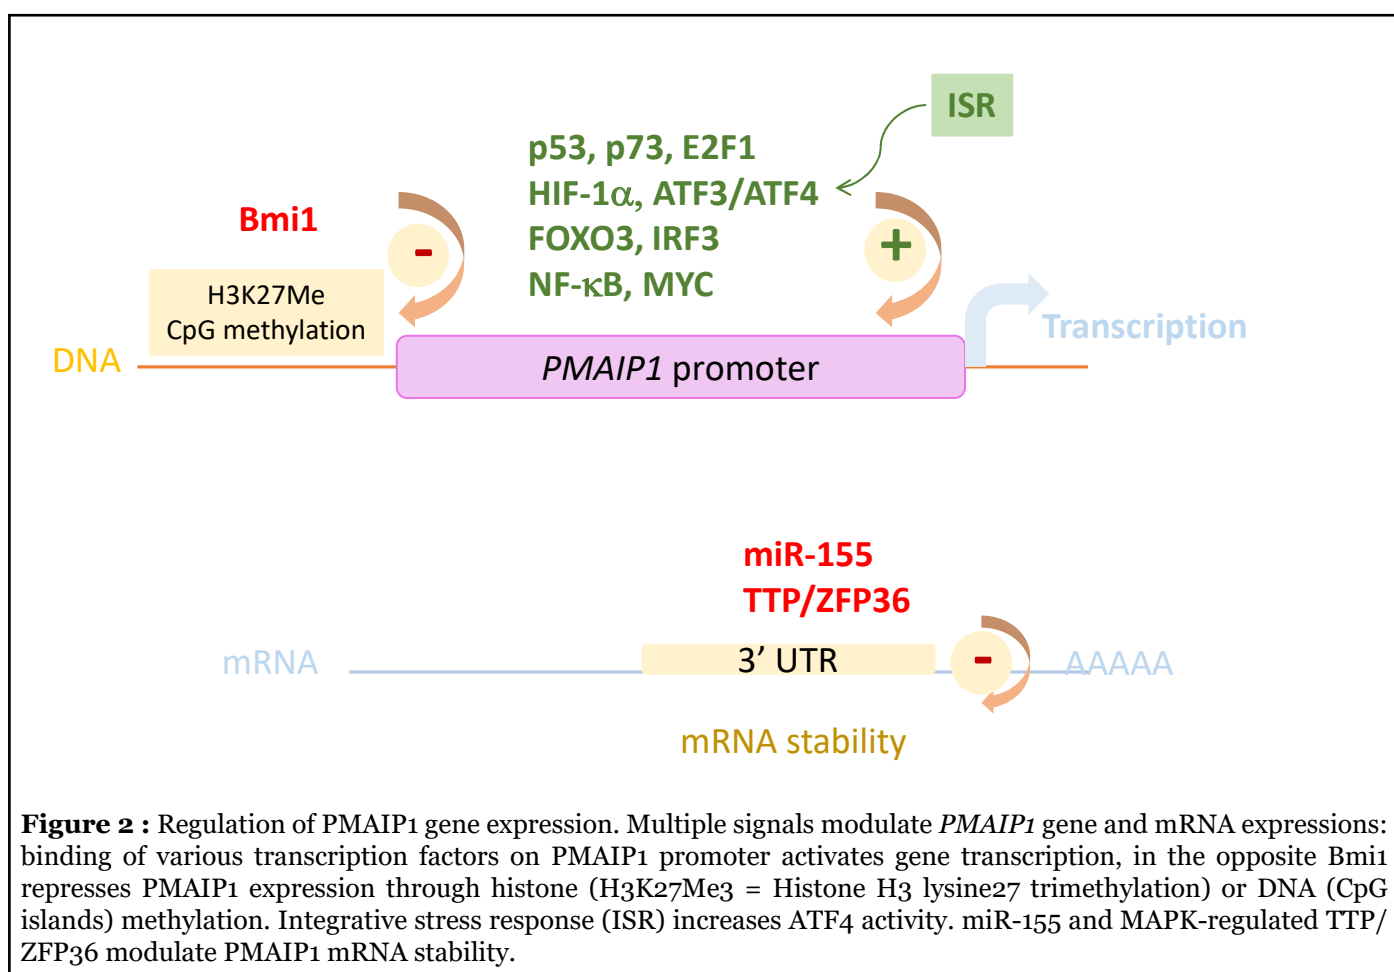 ISR
p53, p73, E2F1
HIF-1α, ATF3/ATF4
FOXO3, IRF3
NF-κB, MYC
Bmi1
-
+
H3K27Me
CpG methylation
DNA
PMAIP1 promoter
Transcription
miR-155
TTP/ZFP36
mRNA
3’ UTR
-
AAAAA
mRNA stability
Figure 2 : Regulation of PMAIP1 gene expression. Multiple signals modulate PMAIP1 gene and mRNA expressions:
binding of various transcription factors on PMAIP1 promoter activates gene transcription, in the opposite Bmi1
represses PMAIP1 expression through histone (H3K27Me3 = Histone H3 lysine27 trimethylation) or DNA (CpG
islands) methylation. Integrative stress response (ISR) increases ATF4 activity. miR-155 and MAPK-regulated TTP/
ZFP36 modulate PMAIP1 mRNA stability.